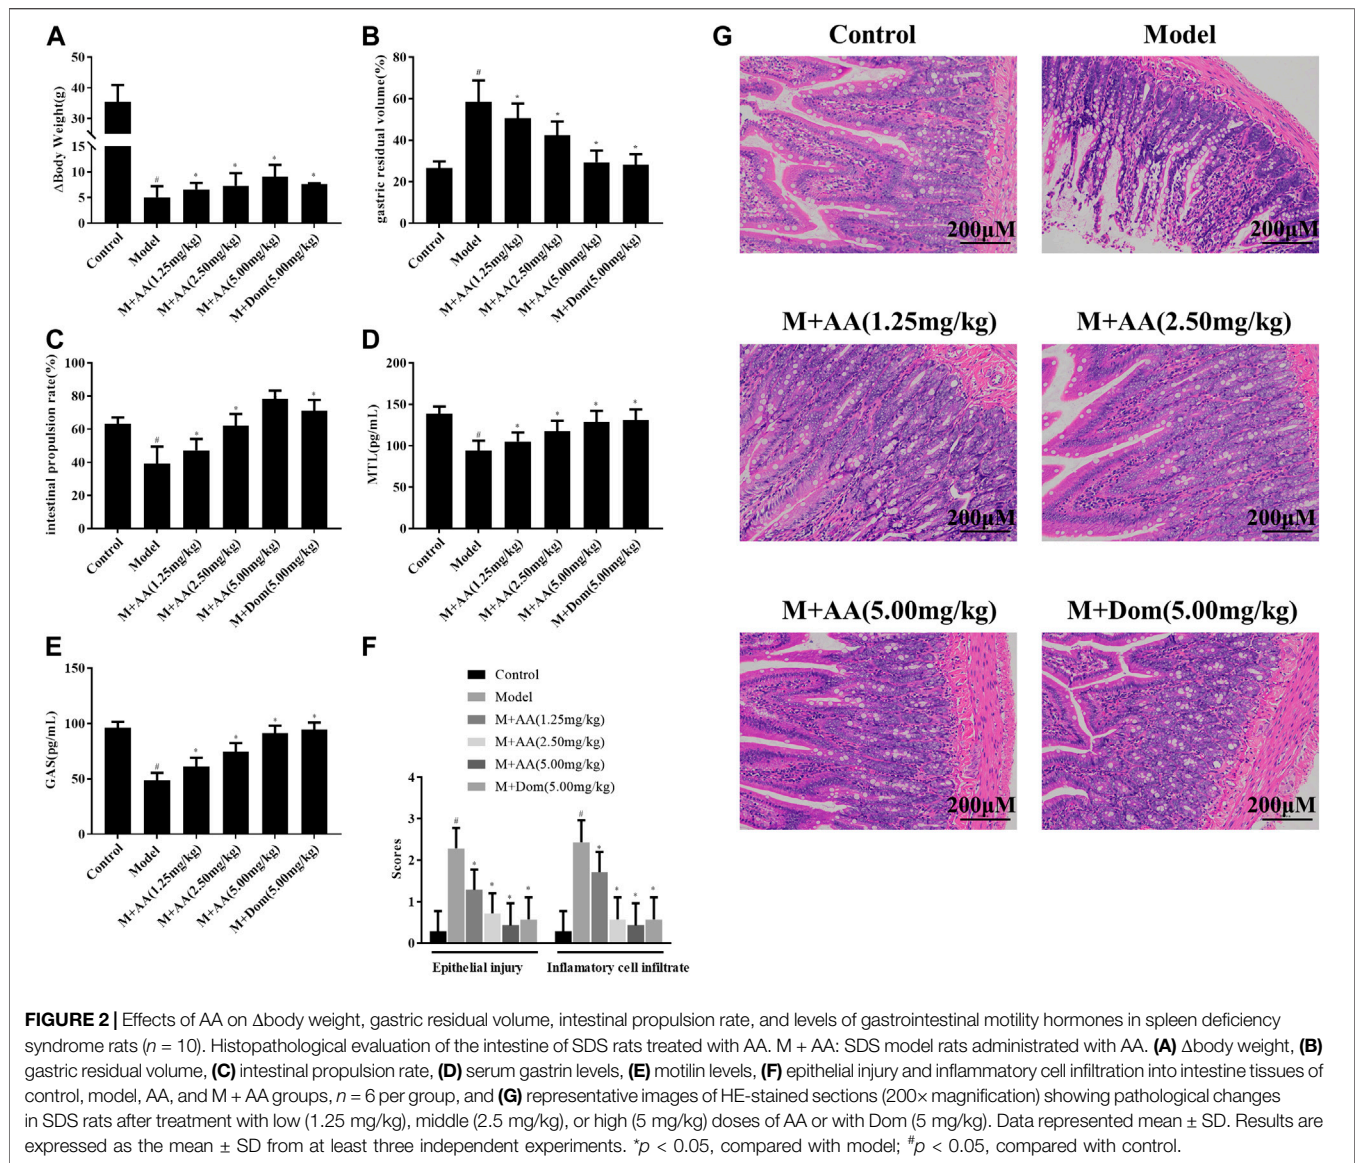 A
ΔBody Weight(g)
50
40
30
15
10
5
0
#
*
*
*
*
Control
Model
M+AA(1.25mg/kg)
M+AA(2.50mg/kg)
M+AA(5.00mg/kg)
M+Dom(5.00mg/kg)
B
gastric residual volume(%)
80
60
40
20
0
#
*
*
*
*
Control
Model
M+AA(1.25mg/kg)
M+AA(2.50mg/kg)
M+AA(5.00mg/kg)
M+Dom(5.00mg/kg)
C
intestinal propulsion rate(%)
100
80
60
40
20
0
#
*
*
*
Control
Model
M+AA(1.25mg/kg)
M+AA(2.50mg/kg)
M+AA(5.00mg/kg)
M+Dom(5.00mg/kg)
D
MTL(pg/mL)
200
150
100
50
0
#
*
*
*
*
Control
Model
M+AA(1.25mg/kg)
M+AA(2.50mg/kg)
M+AA(5.00mg/kg)
M+Dom(5.00mg/kg)
E
GAS(pg/mL)
150
100
50
0
#
*
*
*
*
Control
Model
M+AA(1.25mg/kg)
M+AA(2.50mg/kg)
M+AA(5.00mg/kg)
M+Dom(5.00mg/kg)
F
Control
Model
M+AA(1.25mg/kg)
M+AA(2.50mg/kg)
M+AA(5.00mg/kg)
M+Dom(5.00mg/kg)
Scores
4
3
2
1
0
#
*
*
*
*
#
*
*
*
*
Epithelial injury
Inflamatory cell infiltrate
G
Control
Model
200μM
200μM
M+AA(1.25mg/kg)
M+AA(2.50mg/kg)
200μM
200μM
M+AA(5.00mg/kg)
M+Dom(5.00mg/kg)
200μM
200μM
FIGURE 2 | Effects of AA on Δbody weight, gastric residual volume, intestinal propulsion rate, and levels of gastrointestinal motility hormones in spleen deficiency
syndrome rats (n = 10). Histopathological evaluation of the intestine of SDS rats treated with AA. M + AA: SDS model rats administrated with AA. (A) Δbody weight, (B)
gastric residual volume, (C) intestinal propulsion rate, (D) serum gastrin levels, (E) motilin levels, (F) epithelial injury and inflammatory cell infiltration into intestine tissues of
control, model, AA, and M + AA groups, n = 6 per group, and (G) representative images of HE-stained sections (200× magnification) showing pathological changes
in SDS rats after treatment with low (1.25 mg/kg), middle (2.5 mg/kg), or high (5 mg/kg) doses of AA or with Dom (5 mg/kg). Data represented mean ± SD. Results are
expressed as the mean ± SD from at least three independent experiments. *p < 0.05, compared with model; #p < 0.05, compared with control.